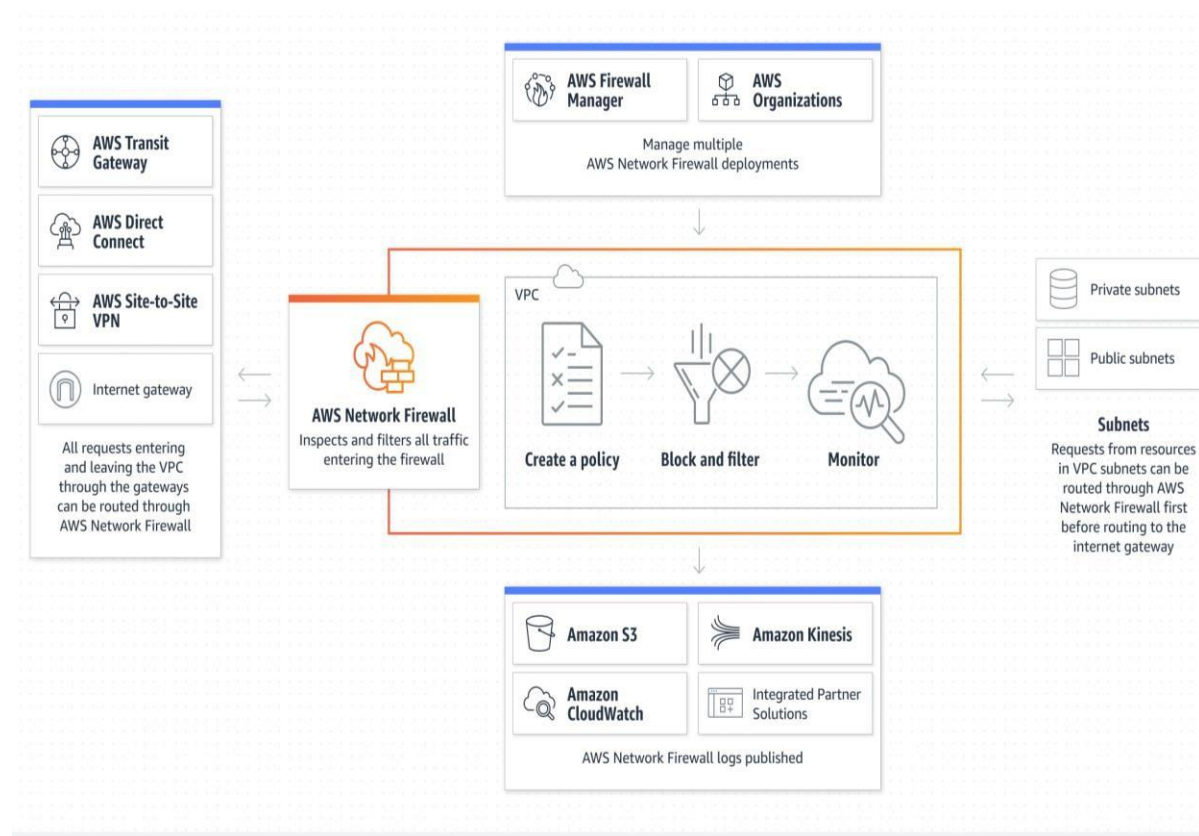 AWS Firewall
Manager
AWS
Organizations
Manage multiple
AWS Network Firewall deployments
AWS Transit
Gateway
AWS Direct
Connect
AWS Site-to-Site
VPN
Internet gateway
All requests entering
and leaving the VPC
through the gateways
can be routed through
AWS Network Firewall
AWS Network Firewall
Inspects and filters all traffic
entering the firewall
VPC
Create a policy
Block and filter
Monitor
Private subnets
Public subnets
Subnets
Requests from resources
in VPC subnets can be
routed through AWS
Network Firewall first
before routing to the
internet gateway
Amazon S3
Amazon Kinesis
Amazon
CloudWatch
Integrated Partner
Solutions
AWS Network Firewall logs published